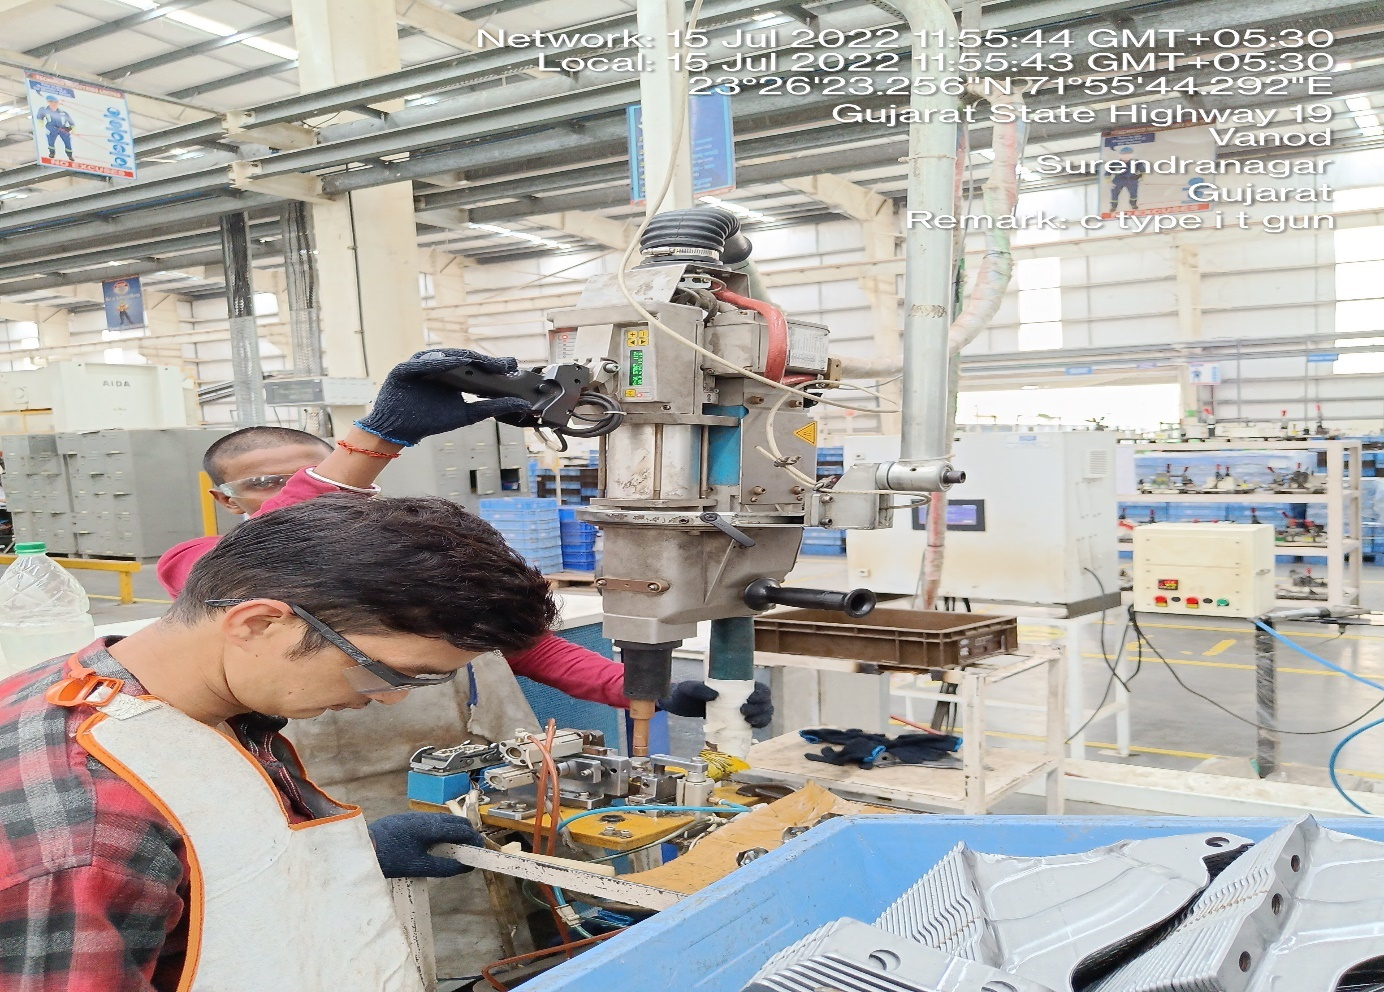 Network: 15 Jul 2022 11:55:44 GMT+05:30
Local: 15 Jul 2022 11:55:43 GMT+05:30
23°26'23.256"N 71°55'44.292"E
Gujarat State Highway 19
Vanod
Surendranagar
Gujarat
Remark: c type i t gun
NO EXCUSES
AIDA